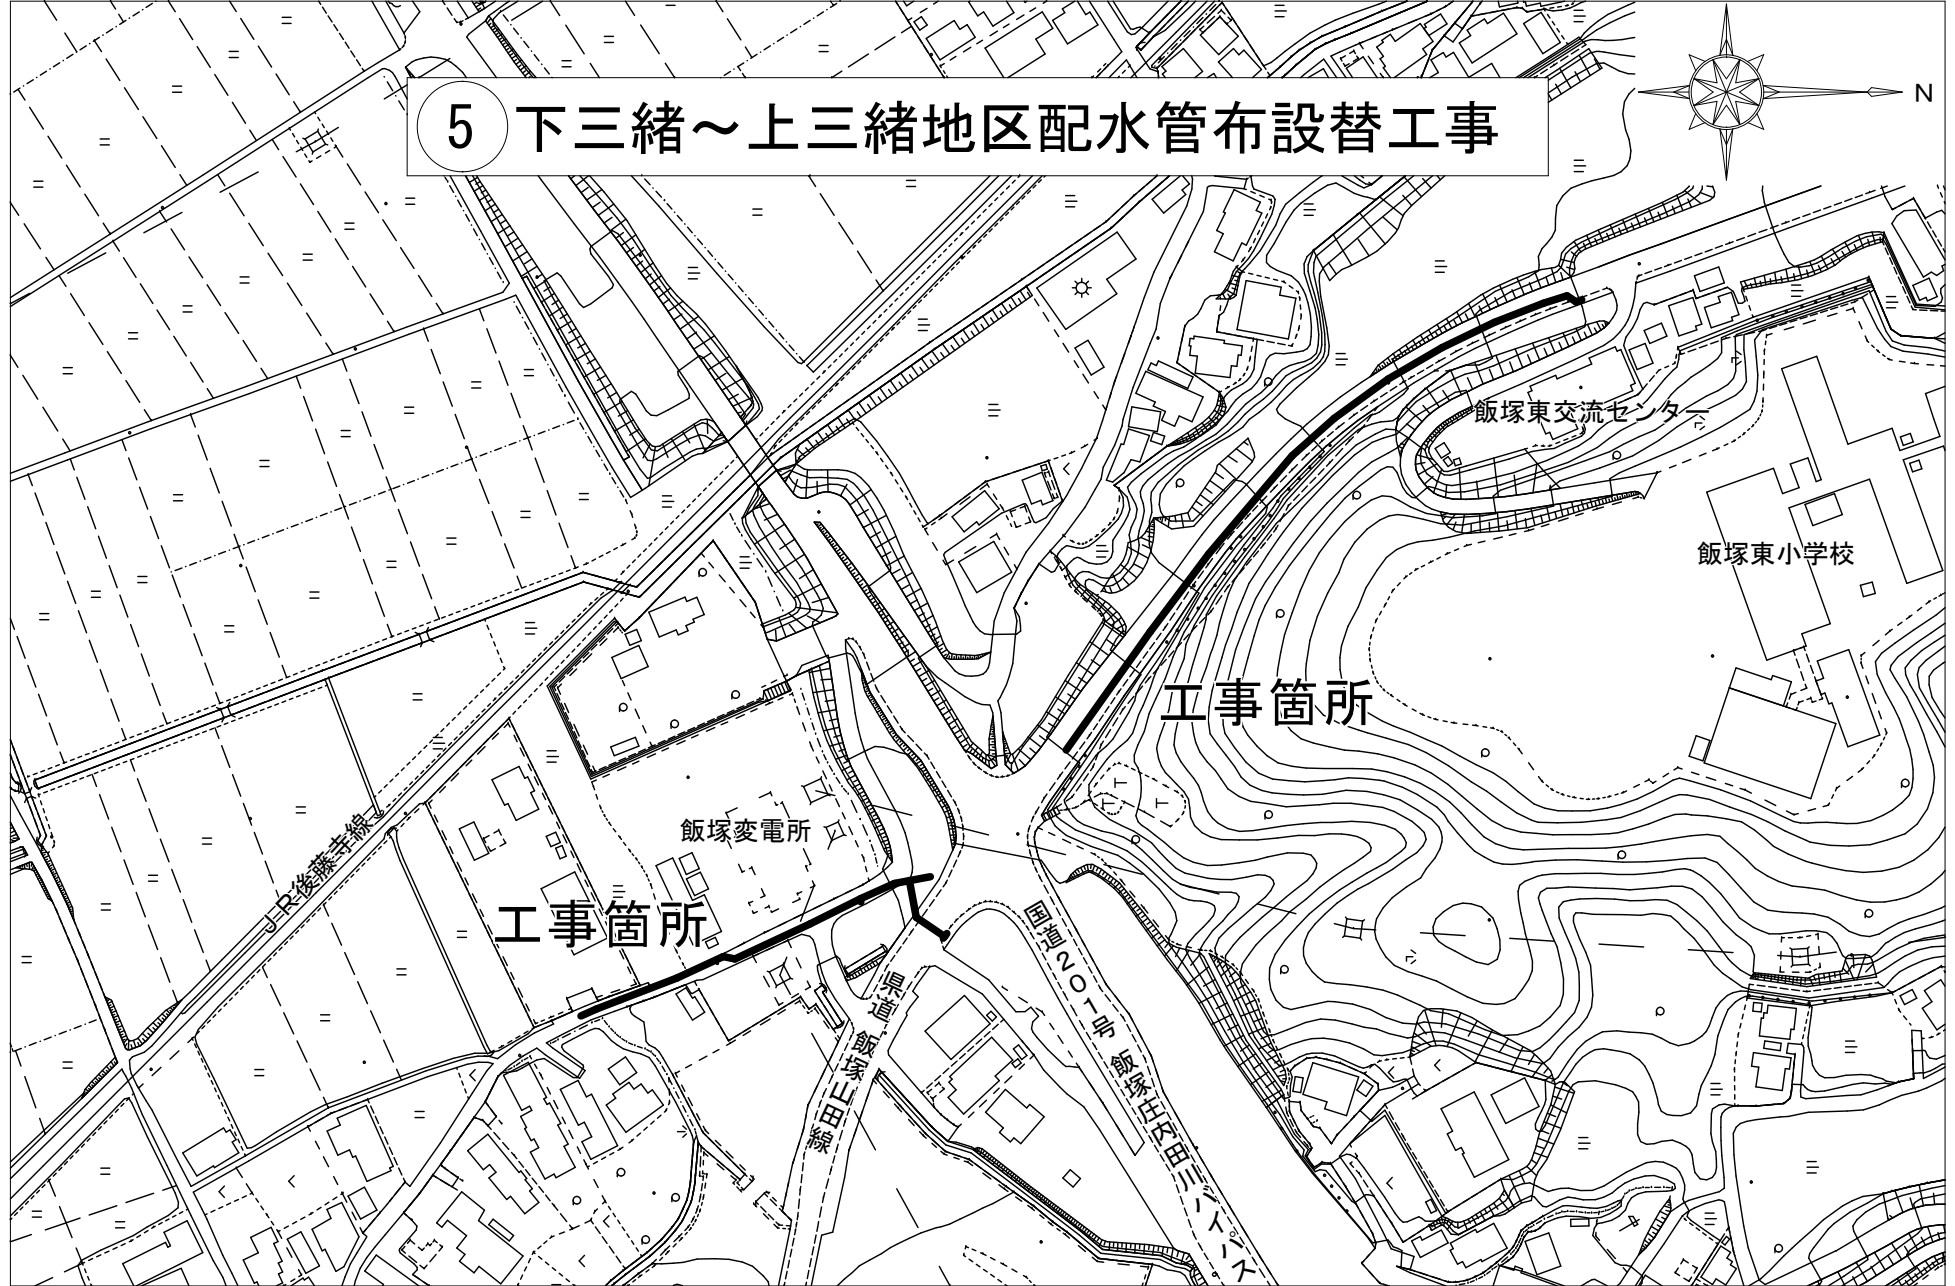 ⑤ 下三緒～上三緒地区配水管布設替工事
N
飯塚東交流センター
飯塚東小学校
工事箇所
飯塚変電所
JR後藤寺線
工事箇所
国道201号 飯塚庄内田川バイパス
県道 飯塚山田線